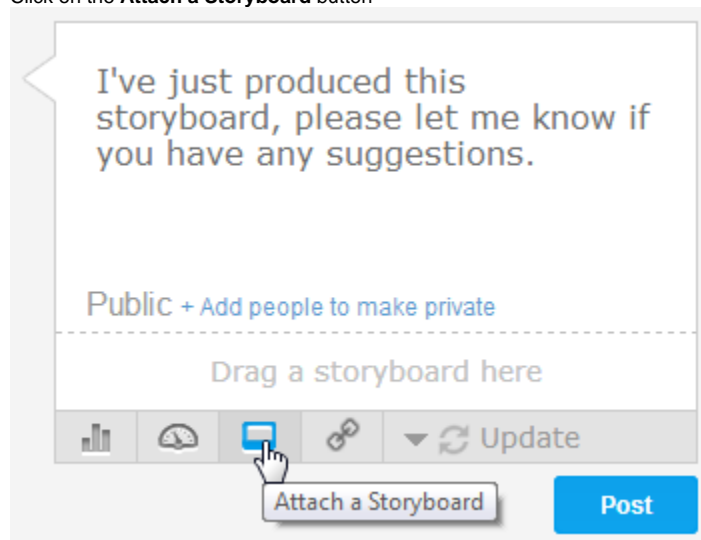 Click on the Attach a Storyboard button
I've just produced this
storyboard, please let me know if
you have any suggestions.
Public + Add people to make private
Drag a storyboard here
Update
Attach a Storyboard
Post